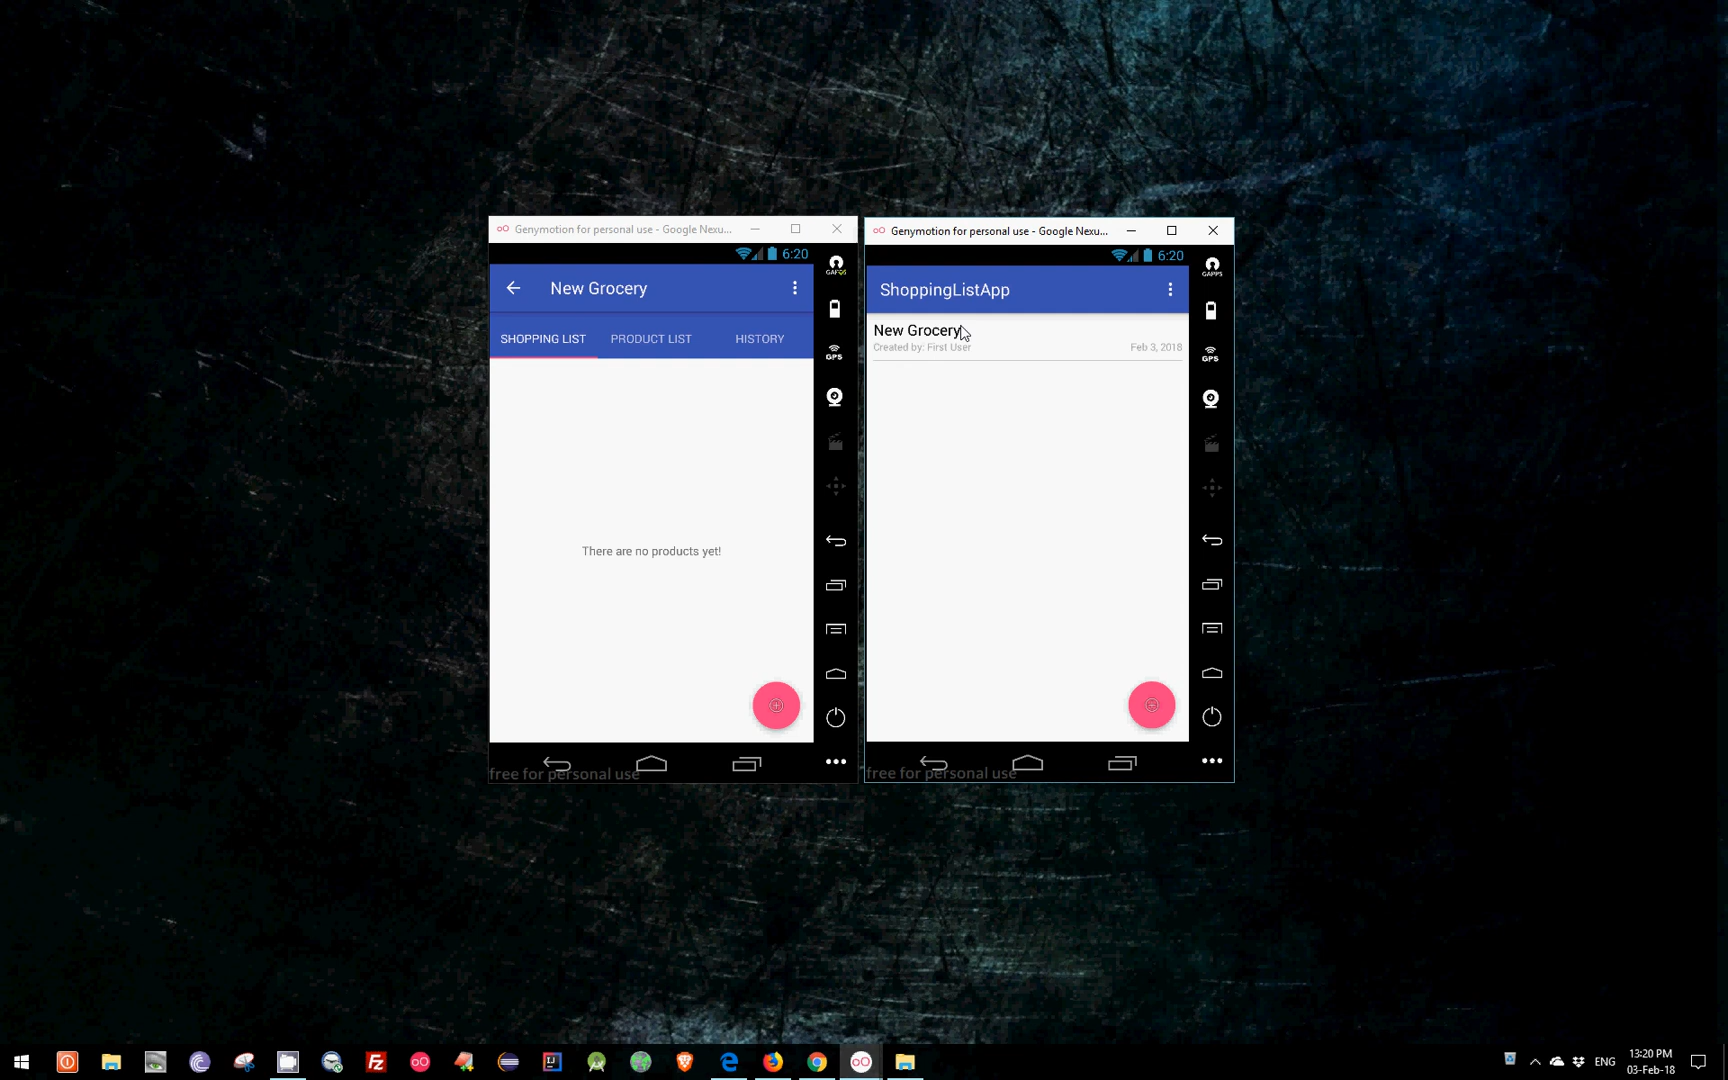 Genymotion for personal use - Google Nexu...
6:20
New Grocery
SHOPPING LIST PRODUCT LIST HISTORY
There are no products yet!
free for personal use
GPS
Genymotion for personal use - Google Nexu...
6:20
GAPPS
ShoppingListApp
New Grocery
Created by: First User Feb 3, 2018
GPS
free for personal use
ENG
13:20 PM
03-Feb-18